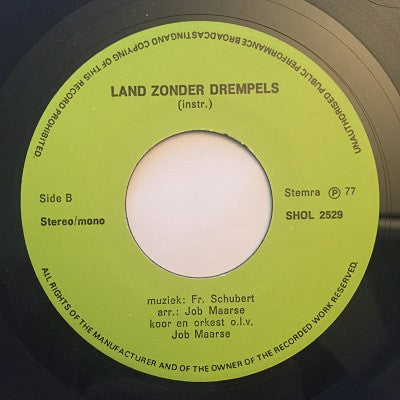 LAND ZONDER DREMPELS
(instr.)
Side B
Stereo/mono
Stemra Ⓟ 77
SHOL 2529
muziek: Fr. Schubert
arr.: Job Maarse
koor en orkest o.l.v.
Job Maarse
UNAUTHORISED PUBLIC PERFORMANCE BROADCASTINGAND COPYING OF THIS RECORD PROHIBITED.
ALL RIGHTS OF THE MANUFACTURER AND OF THE OWNER OF THE RECORDED WORK RESERVED.